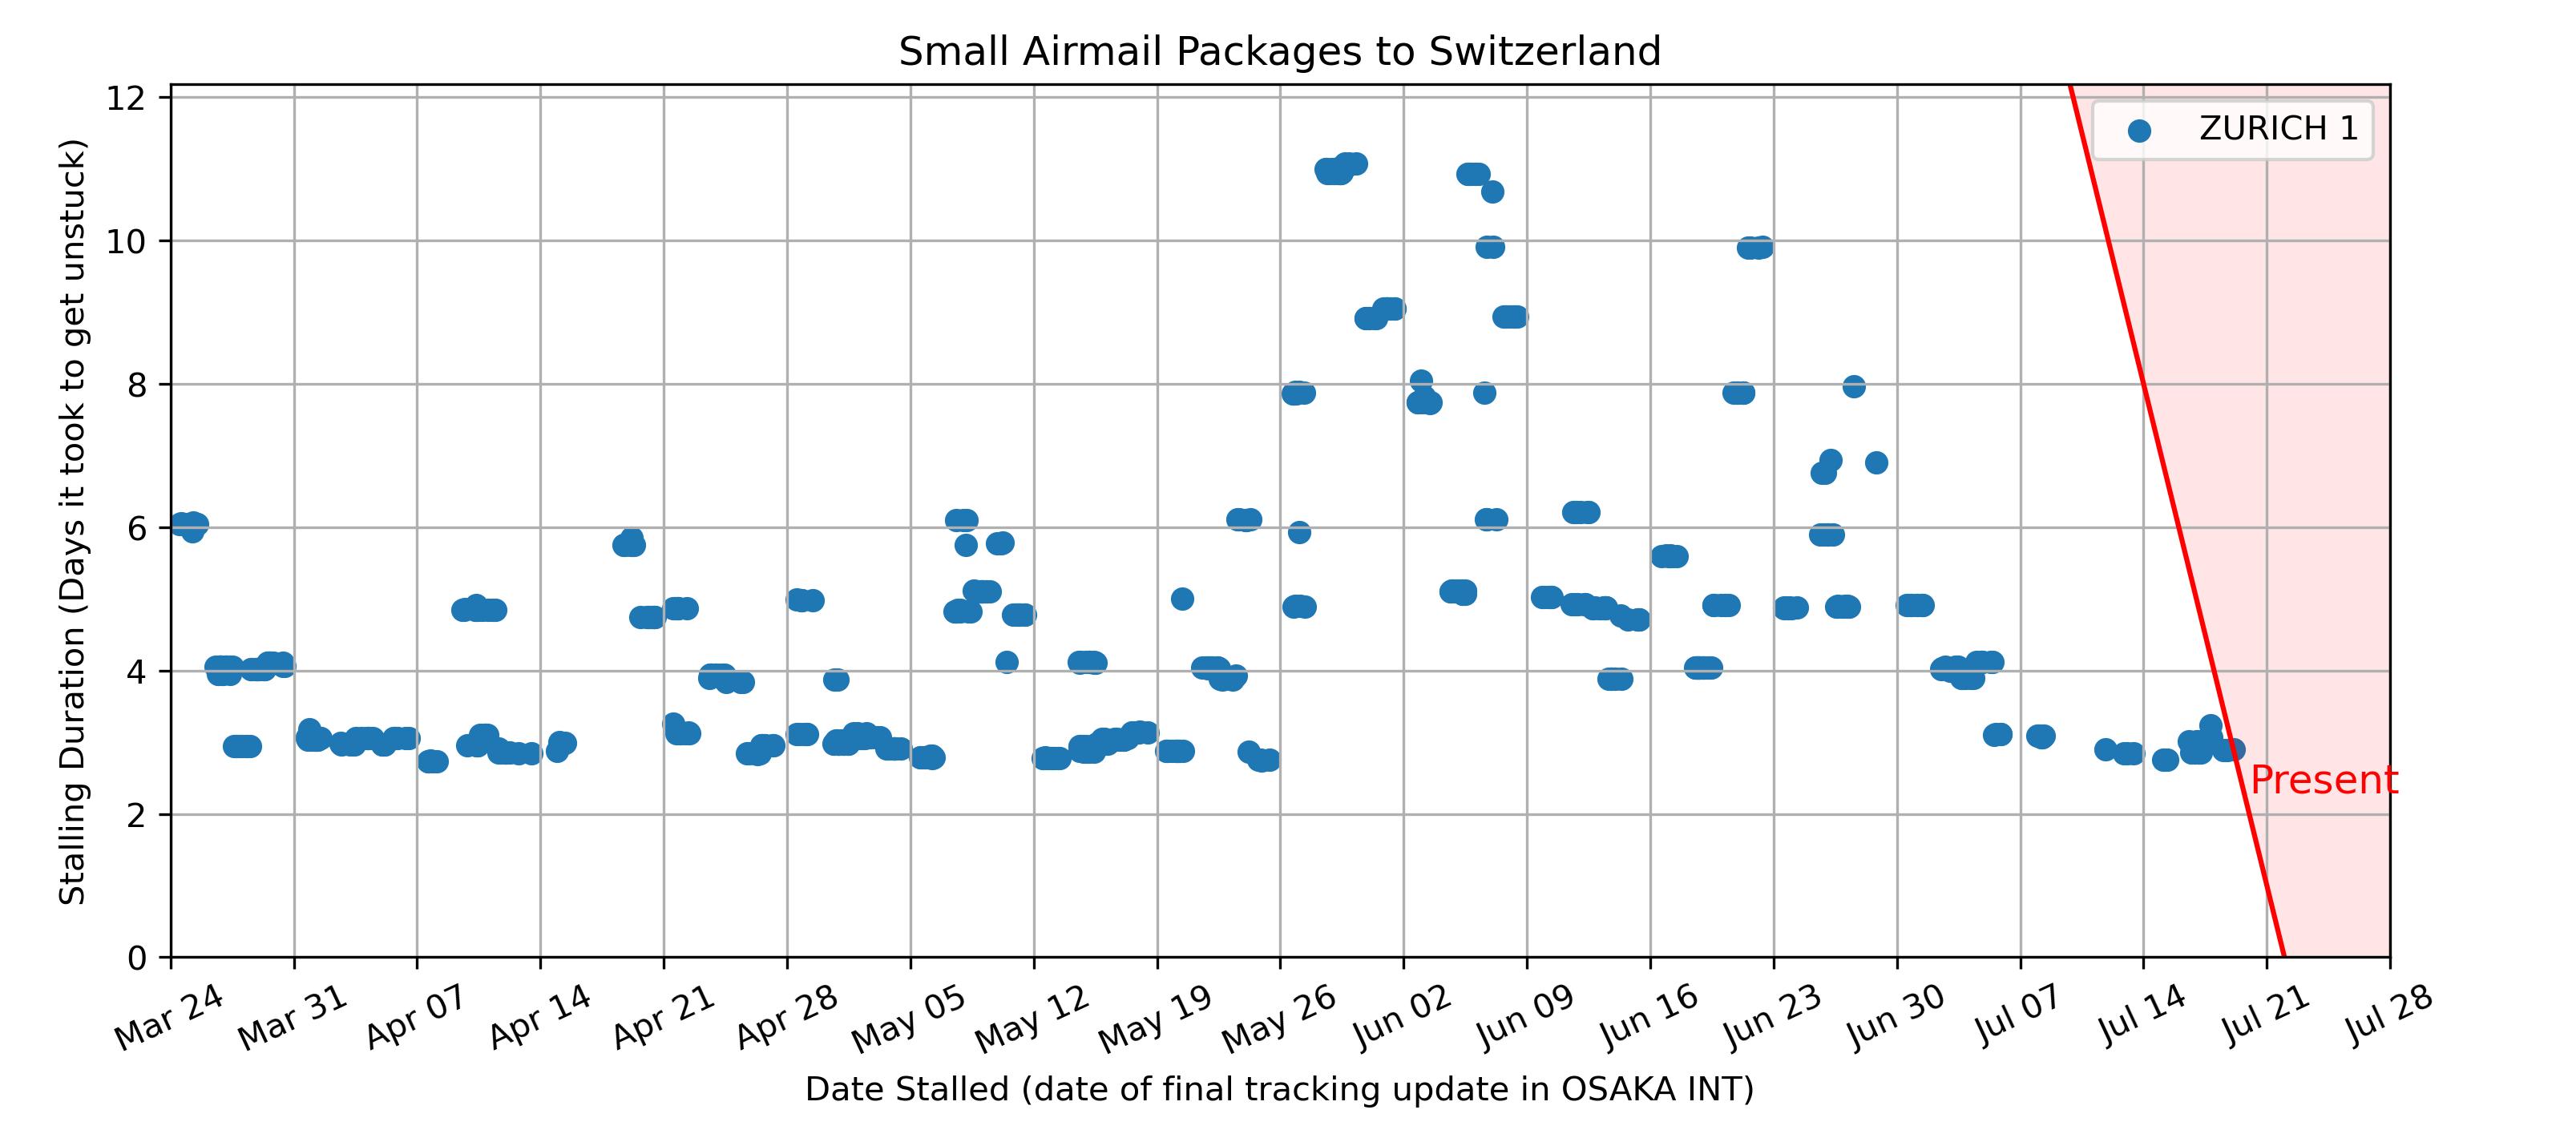 Small Airmail Packages to Switzerland
Stalling Duration (Days it took to get unstuck)
12
10
8
6
4
2
0
ZURICH 1
Present
Mar 24
Mar 31
Apr 07
Apr 14
Apr 21
Apr 28
May 05
May 12
May 19
May 26
Jun 02
Jun 09
Jun 16
Jun 23
Jun 30
Jul 07
Jul 14
Jul 21
Jul 28
Date Stalled (date of final tracking update in OSAKA INT)